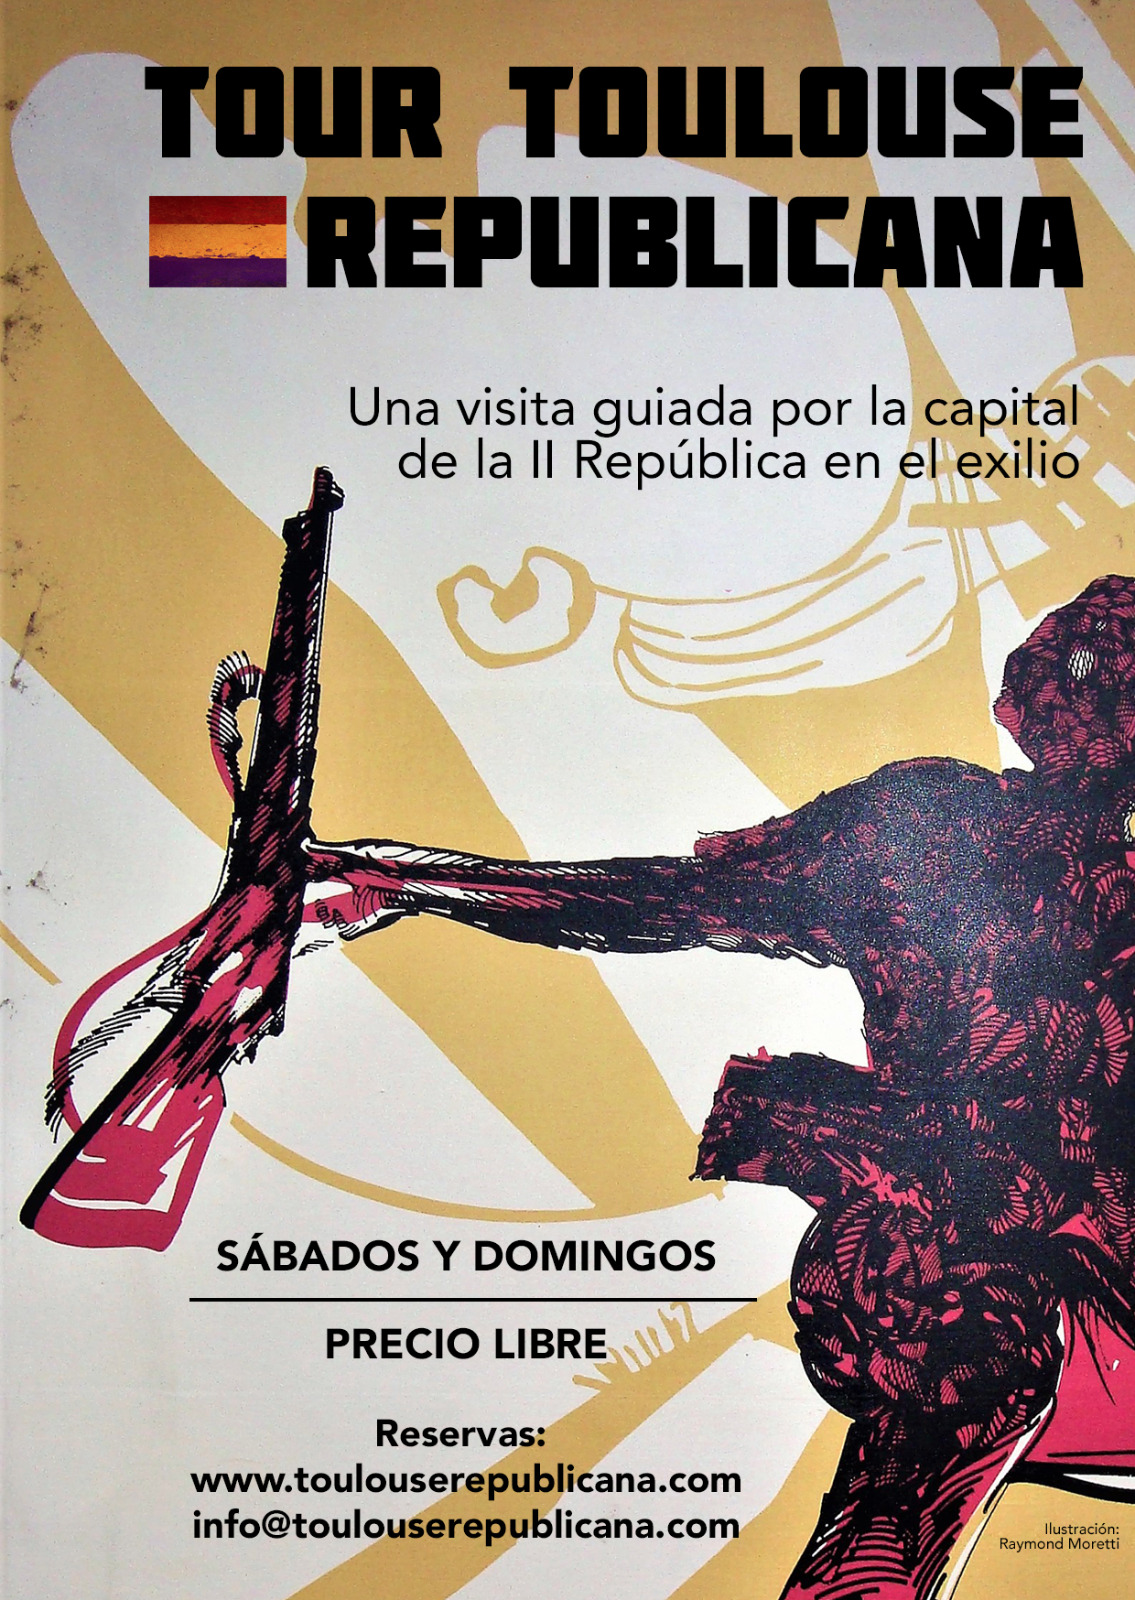 TOUR TOULOUSE
REPUBLICANA
Una visita guiada por la capital
de la II República en el exilio
SÁBADOS Y DOMINGOS
PRECIO LIBRE
Reservas:
www.toulouserepublicana.com
info@toulouserepublicana.com
Ilustración:
Raymond Moretti